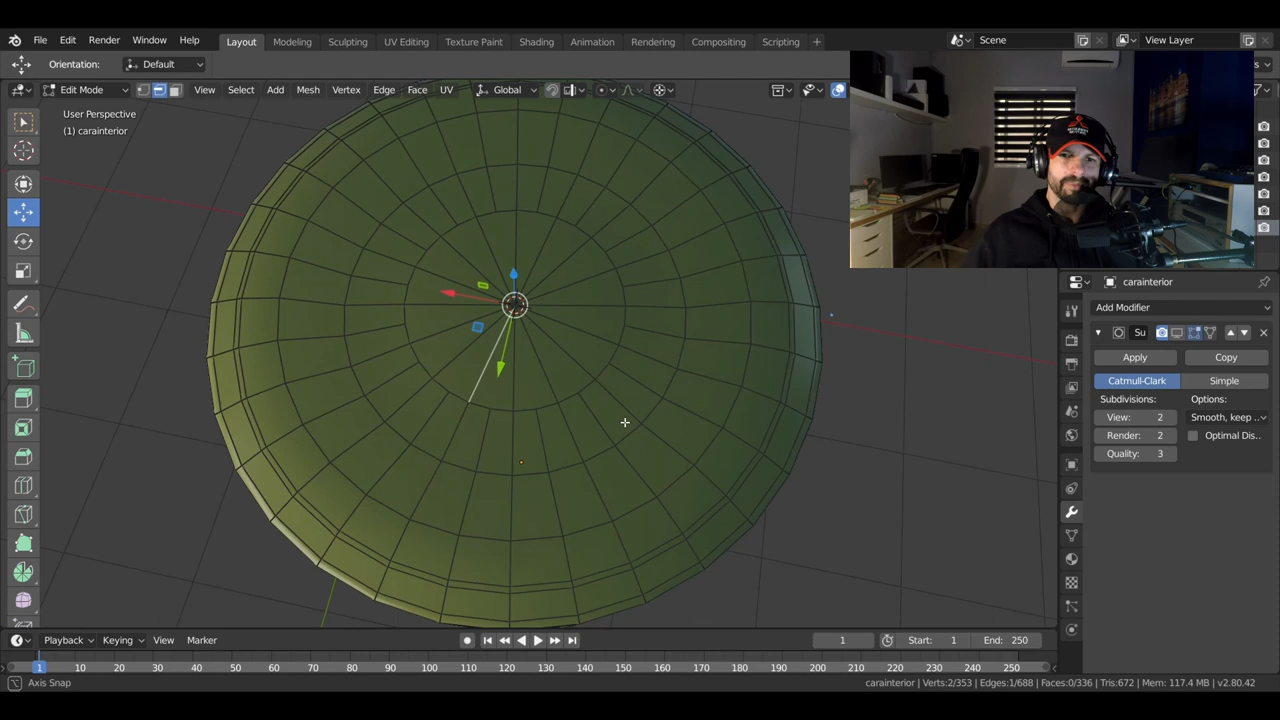 File Edit Render Window Help Layout Modeling Sculpting UV Editing Texture Paint Shading Animation Rendering Compositing Scripting + Scene View Layer
Orientation: Default
Edit Mode View Select Add Mesh Vertex Edge Face UV Global
User Perspective
(1) carainterior
carainterior
Add Modifier
Su
Apply Copy
Catmull-Clark Simple
Subdivisions: Options:
View: 2 Smooth, keep ..
Render: 2 Optimal Dis..
Quality: 3
Playback Keying View Marker 1 Start: 1 End: 250
1 10 20 30 40 50 60 70 80 90 100 110 120 130 140 150 160 170 180 190 200 210 220 230 240 250
Axis Snap carainterior | Verts:2/353 | Edges:1/688 | Faces:0/336 | Tris:672 | Mem: 117.4 MB | v2.80.42